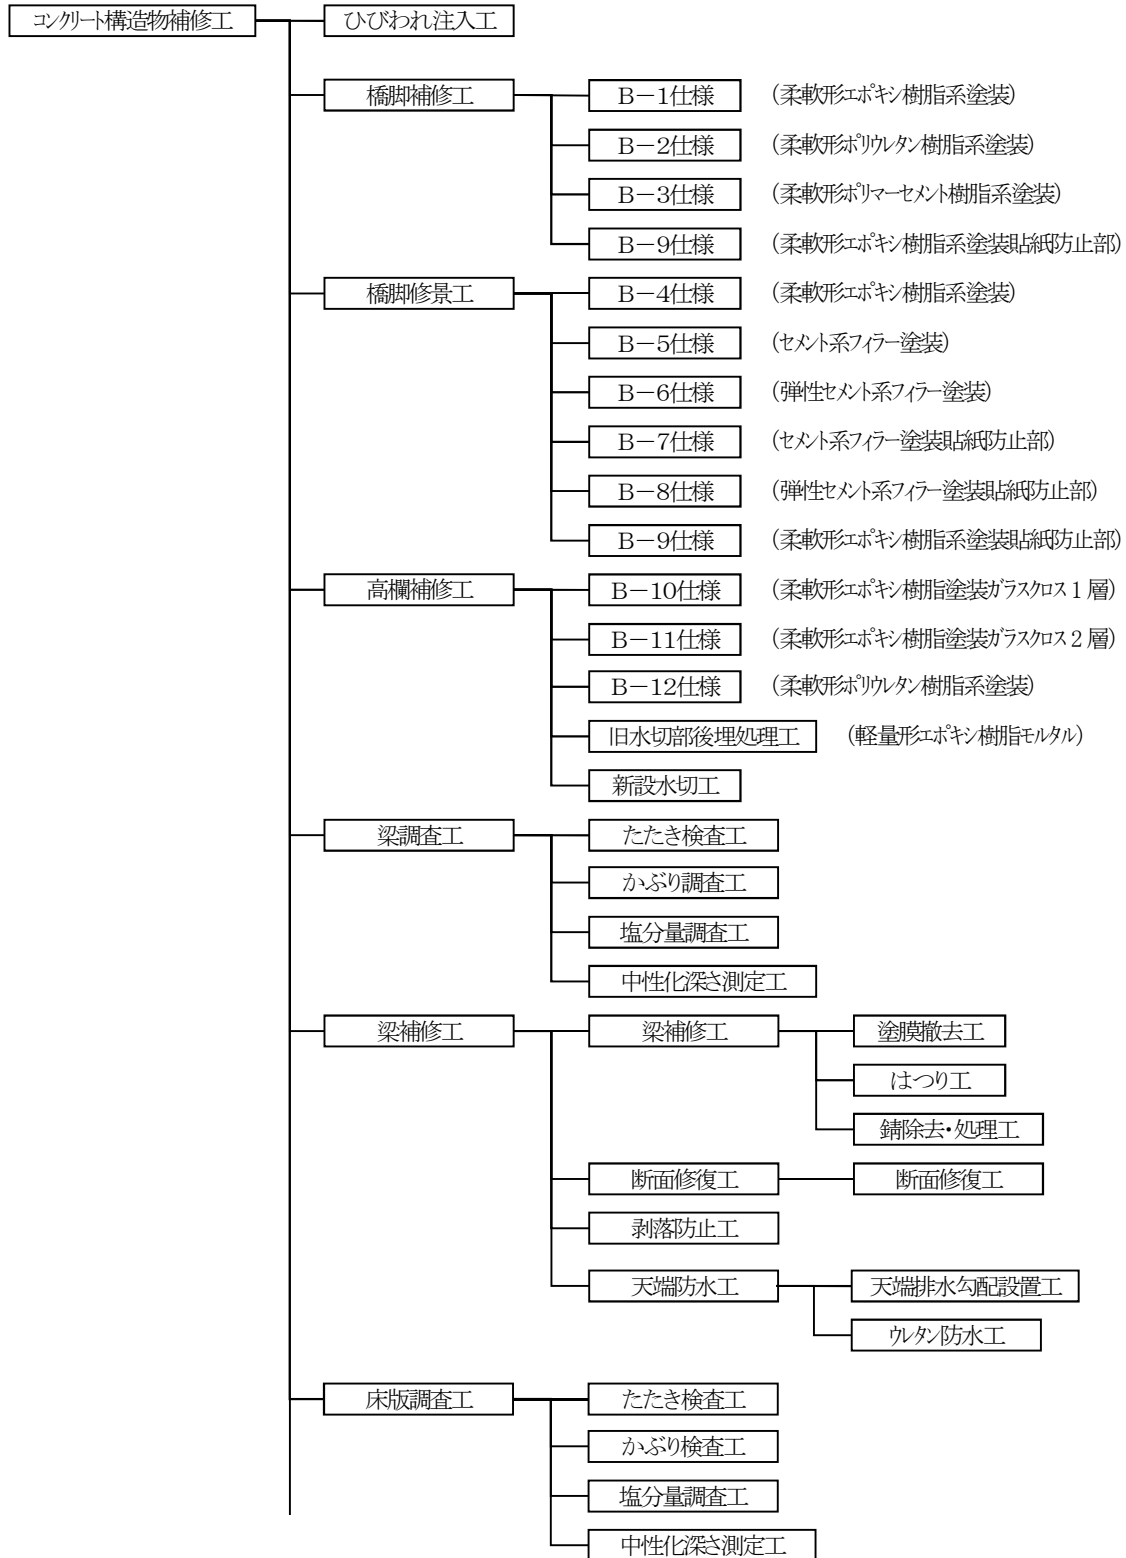 コンクリート構造物補修工 ひびわれ注入工
橋脚補修工 B－1仕様 (柔軟形エポキシ樹脂系塗装)
B－2仕様 (柔軟形ポリウレタン樹脂系塗装)
B－3仕様 (柔軟形ポリマーセメント樹脂系塗装)
B－9仕様 (柔軟形エポキシ樹脂系塗装貼紙防止部)
橋脚修景工 B－4仕様 (柔軟形エポキシ樹脂系塗装)
B－5仕様 (セメント系フィラー塗装)
B－6仕様 (弾性セメント系フィラー塗装)
B－7仕様 (セメント系フィラー塗装貼紙防止部)
B－8仕様 (弾性セメント系フィラー塗装貼紙防止部)
B－9仕様 (柔軟形エポキシ樹脂系塗装貼紙防止部)
高欄補修工 B－10仕様 (柔軟形エポキシ樹脂塗装ガラスクロス1層)
B－11仕様 (柔軟形エポキシ樹脂塗装ガラスクロス2層)
B－12仕様 (柔軟形ポリウレタン樹脂系塗装)
旧水切部後埋処理工 (軽量形エポキシ樹脂モルタル)
新設水切工
梁調査工 たたき検査工
かぶり調査工
塩分量調査工
中性化深さ測定工
梁補修工 梁補修工 塗膜撤去工
はつり工
錆除去・処理工
断面修復工 断面修復工
剥落防止工
天端防水工 天端排水勾配設置工
ウレタン防水工
床版調査工 たたき検査工
かぶり検査工
塩分量調査工
中性化深さ測定工